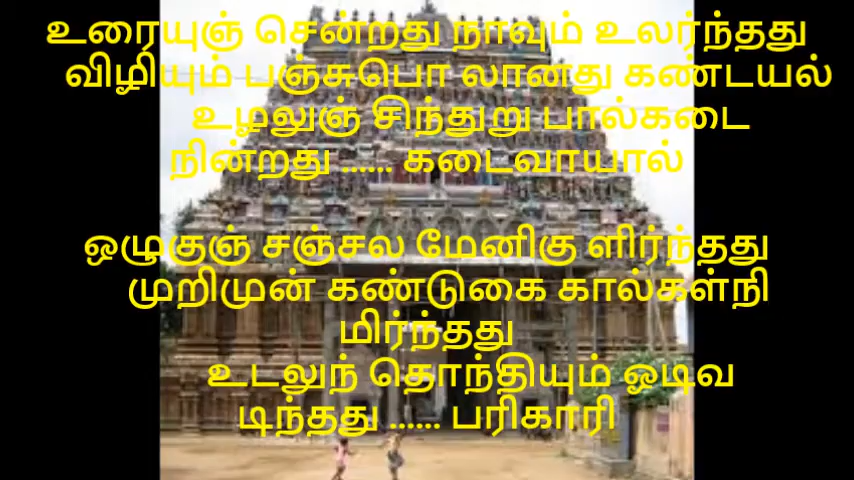 உரையுஞ் சென்றது நாவும் உலர்ந்தது
விழியும் பஞ்சுபொ லானது கண்டயல்
உழலுஞ் சிந்துறு பால்கடை
நின்றது ...... கடைவாயால்
ஒழுகுஞ் சஞ்சல மேனிகு ளிர்ந்தது
முறிமுன் கண்டுகை கால்கள்நி
மிர்ந்தது
உடலுந் தொந்தியும் ஓடிவ
டிந்தது ...... பரிகாரி